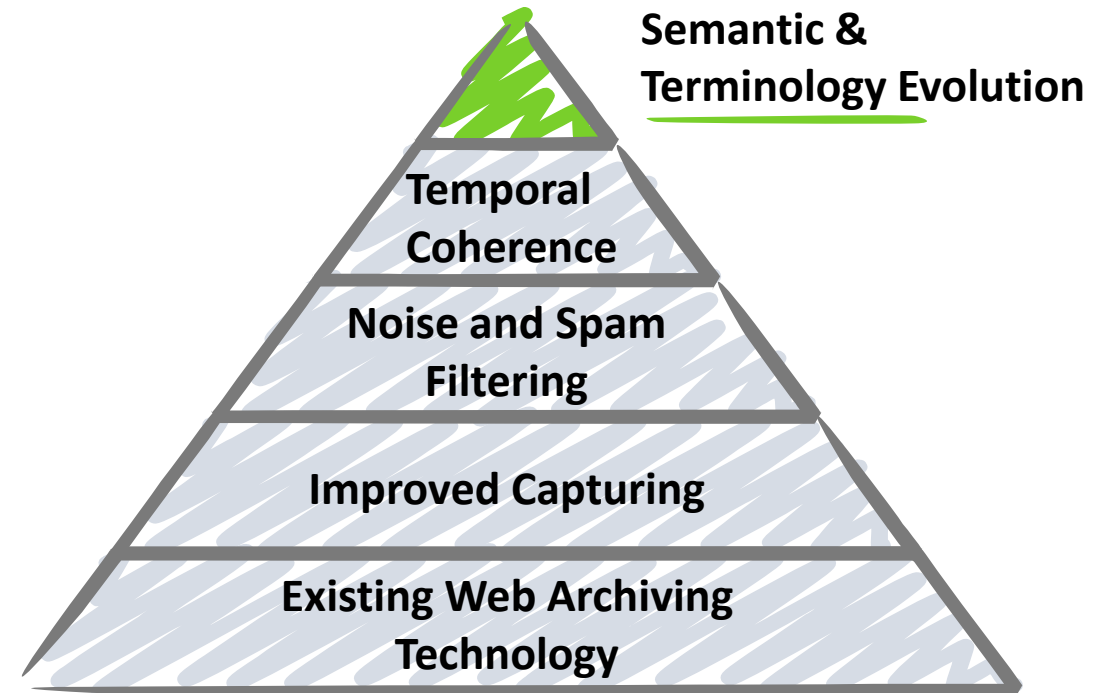 Semantic &
Terminology Evolution
Temporal
Coherence
Noise and Spam
Filtering
Improved Capturing
Existing Web Archiving
Technology